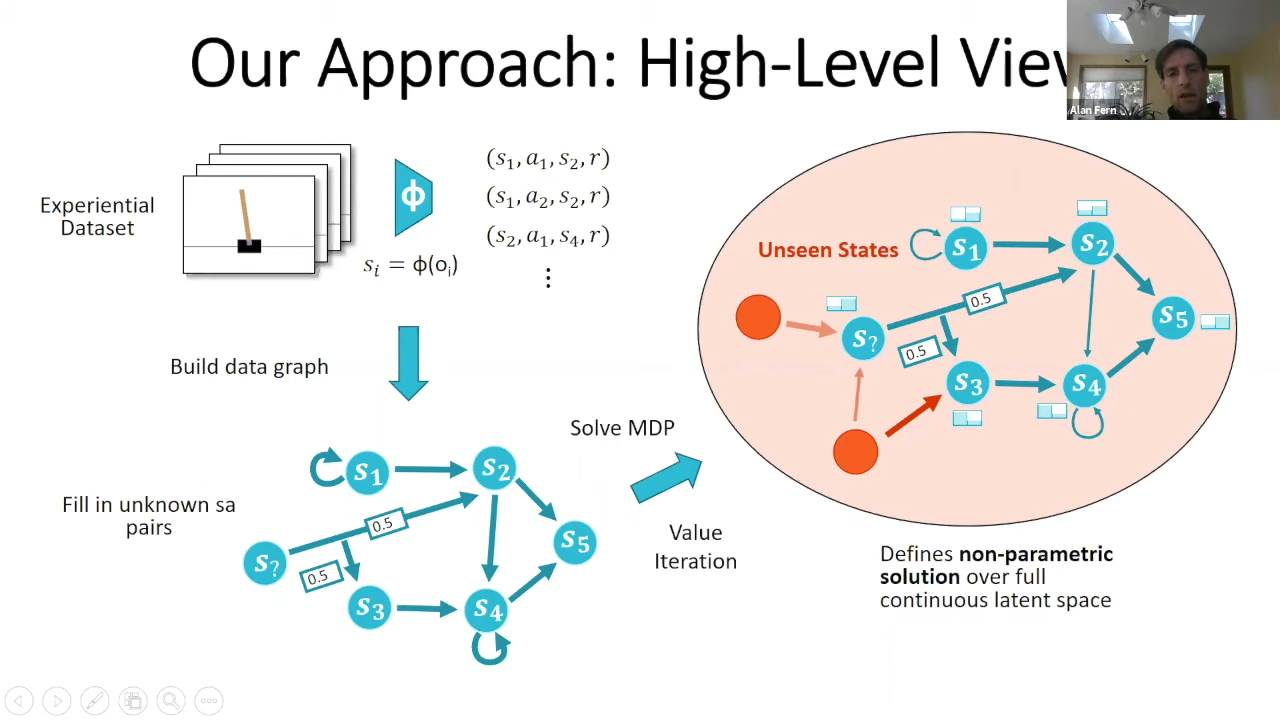 Our Approach: High-Level View
Alan Fern
Experiential
Dataset
ϕ
sᵢ = ϕ(oᵢ)
(s₁, a₁, s₂, r)
(s₁, a₂, s₂, r)
(s₂, a₁, s₄, r)
⋮
Build data graph
Fill in unknown sa
pairs
s₁
s₂
0.5
s₅
s?
0.5
s₃
s₄
Solve MDP
Value
Iteration
Unseen States
s₁
s₂
0.5
s₅
s?
0.5
s₃
s₄
Defines non-parametric
solution over full
continuous latent space